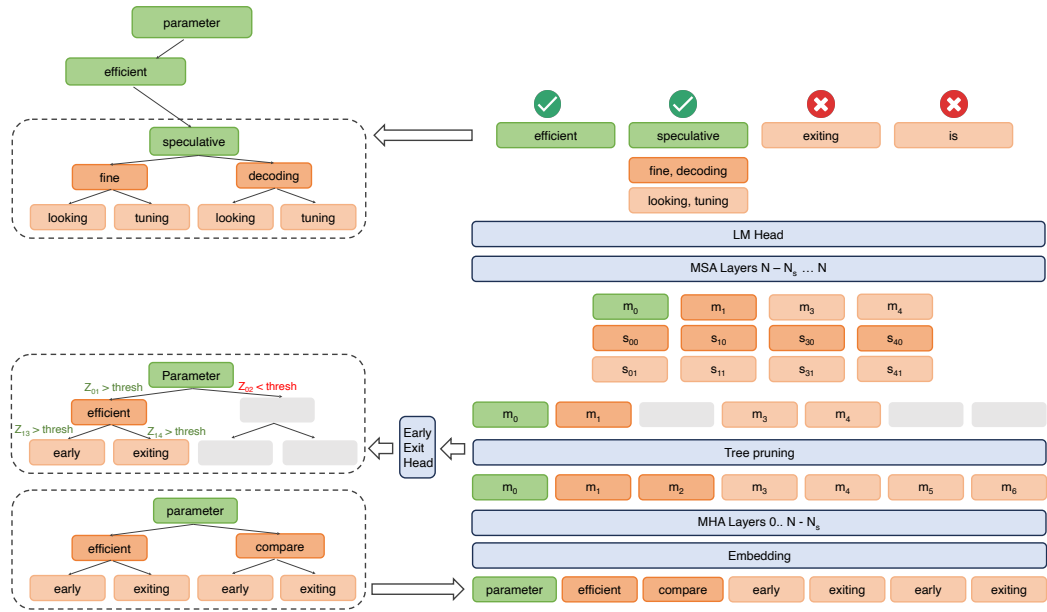 parameter
efficient
speculative
fine
decoding
looking
tuning
looking
tuning
efficient
speculative
exiting
is
fine, decoding
looking, tuning
LM Head
MSA Layers N – Nₛ ... N
m₀
m₁
m₃
m₄
s₀₀
s₁₀
s₃₀
s₄₀
s₀₁
s₁₁
s₃₁
s₄₁
Parameter
Z₀₁ > thresh
Z₀₂ < thresh
efficient
Z₁₃ > thresh
Z₁₄ > thresh
early
exiting
Early
Exit
Head
m₀
m₁
m₃
m₄
Tree pruning
m₀
m₁
m₂
m₃
m₄
m₅
m₆
MHA Layers 0.. N - Nₛ
Embedding
parameter
efficient
compare
early
exiting
early
exiting
parameter
efficient
compare
early
exiting
early
exiting